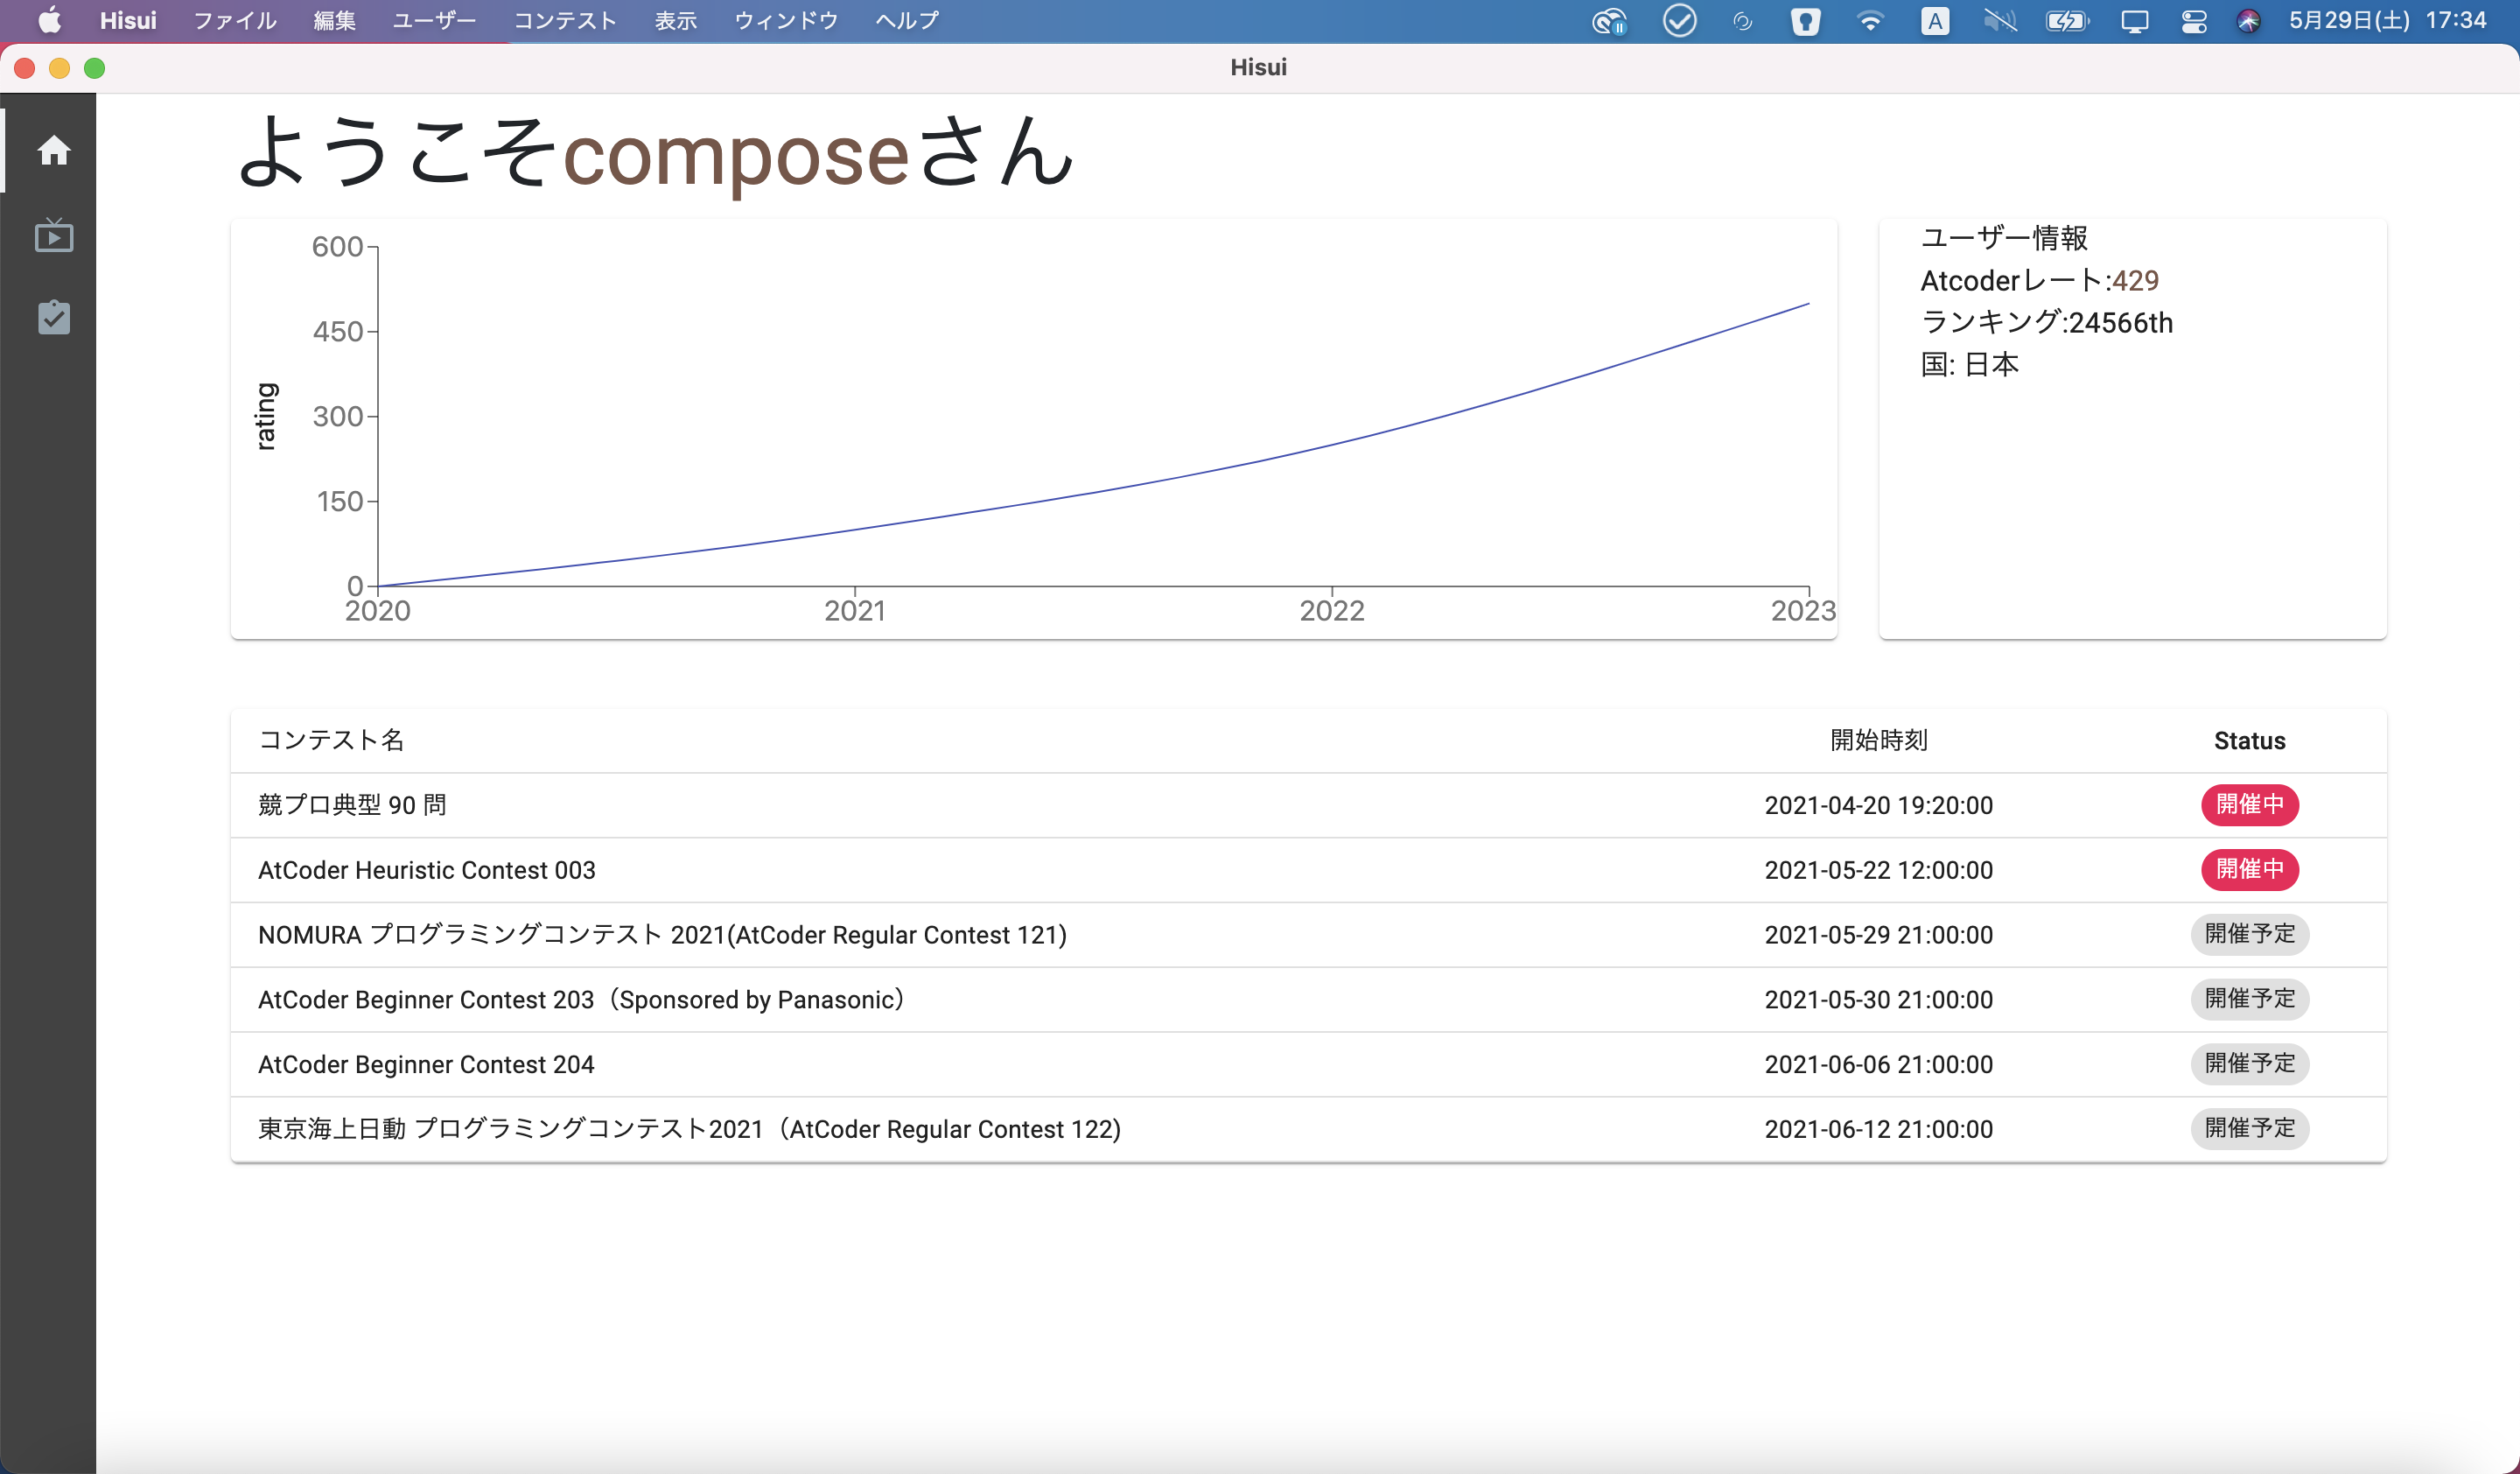 Hisui ファイル 編集 ユーザー コンテスト 表示 ウィンドウ ヘルプ A 5月29日(土) 17:34
Hisui
ようこそcomposeさん
600
450
300
150
0
rating
2020 2021 2022 2023
ユーザー情報
Atcoderレート:429
ランキング:24566th
国: 日本
コンテスト名 開始時刻 Status
競プロ典型 90 問 2021-04-20 19:20:00 開催中
AtCoder Heuristic Contest 003 2021-05-22 12:00:00 開催中
NOMURA プログラミングコンテスト 2021(AtCoder Regular Contest 121) 2021-05-29 21:00:00 開催予定
AtCoder Beginner Contest 203（Sponsored by Panasonic） 2021-05-30 21:00:00 開催予定
AtCoder Beginner Contest 204 2021-06-06 21:00:00 開催予定
東京海上日動 プログラミングコンテスト2021（AtCoder Regular Contest 122) 2021-06-12 21:00:00 開催予定